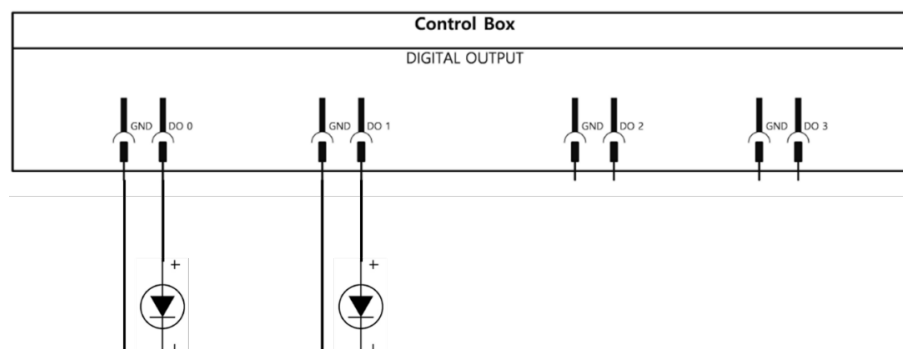 Control Box
DIGITAL OUTPUT
GND DO 0 GND DO 1 GND DO 2 GND DO 3
+ +